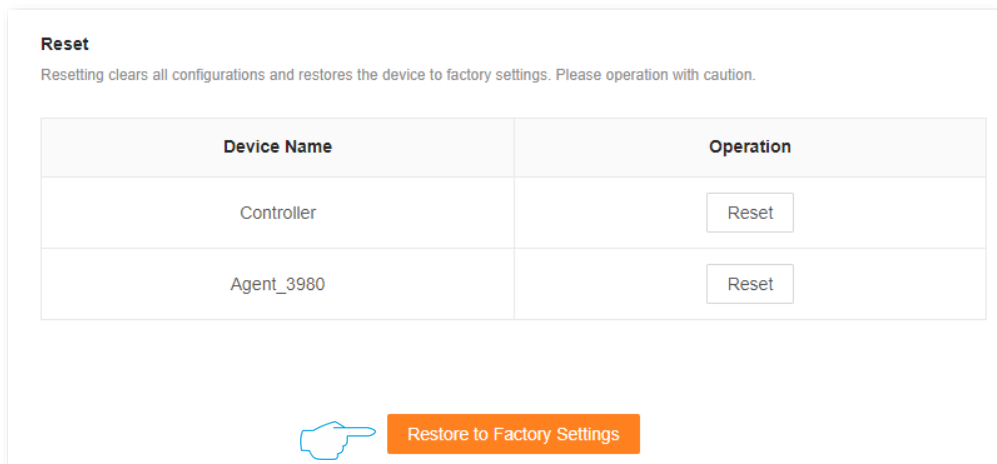 Reset
Resetting clears all configurations and restores the device to factory settings. Please operation with caution.
Device Name Operation
Controller Reset
Agent_3980 Reset
Restore to Factory Settings